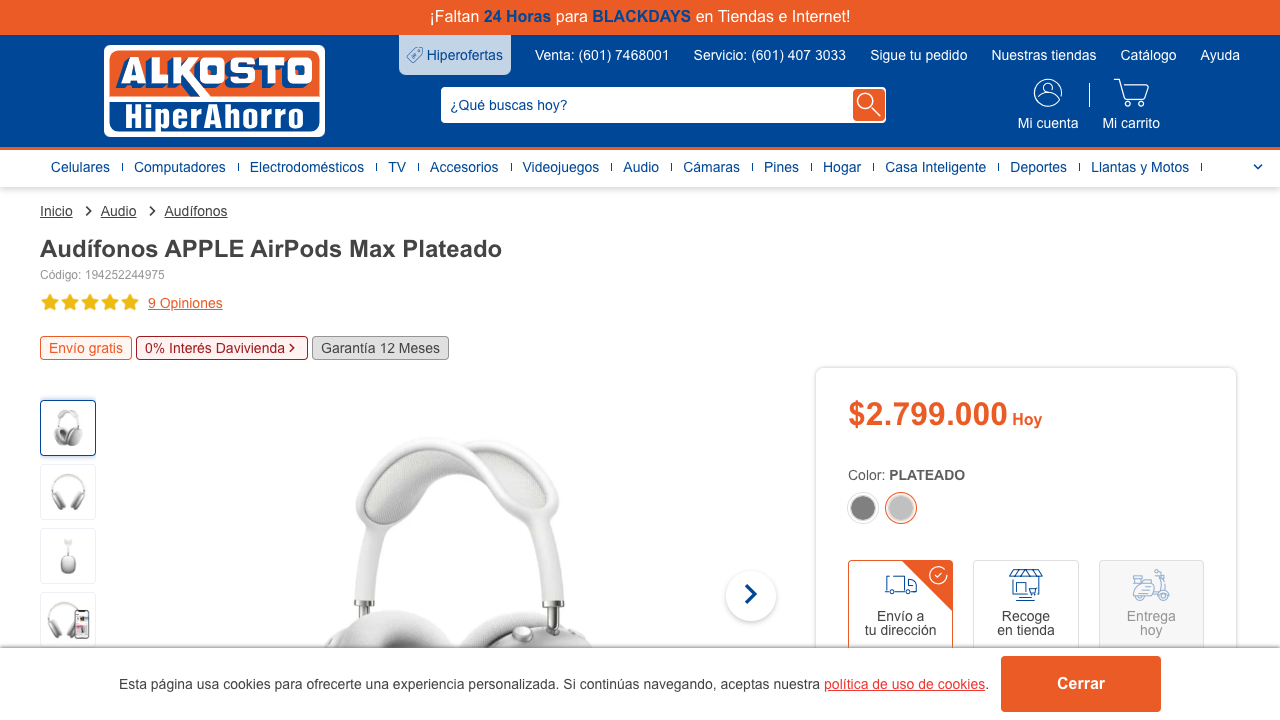 ¡Faltan 24 Horas para BLACKDAYS en Tiendas e Internet!
Hiperofertas
Venta: (601) 7468001
Servicio: (601) 407 3033
Sigue tu pedido
Nuestras tiendas
Catálogo
Ayuda
ALKOSTO
HiperAhorro
¿Qué buscas hoy?
Mi cuenta
Mi carrito
Celulares
Computadores
Electrodomésticos
TV
Accesorios
Videojuegos
Audio
Cámaras
Pines
Hogar
Casa Inteligente
Deportes
Llantas y Motos
Inicio
Audio
Audífonos
Audífonos APPLE AirPods Max Plateado
Código: 194252244975
9 Opiniones
Envío gratis
0% Interés Davivienda
Garantía 12 Meses
$2.799.000 Hoy
Color: PLATEADO
Envío a
tu dirección
Recoge
en tienda
Entrega
hoy
Esta página usa cookies para ofrecerte una experiencia personalizada. Si continúas navegando, aceptas nuestra política de uso de cookies.
Cerrar